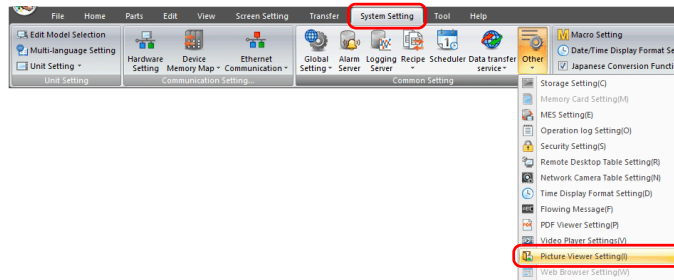 File Home Parts Edit View Screen Setting Transfer System Setting Tool Help
Edit Model Selection
Multi-language Setting
Unit Setting
Unit Setting
Hardware Setting
Device Memory Map
Ethernet Communication
Communication Setting...
Global Setting
Alarm Server
Logging Server
Recipe
Scheduler
Data transfer service
Common Setting
Other
Macro Setting
Date/Time Display Format Se
Japanese Conversion Functi
Storage Setting(C)
Memory Card Setting(M)
MES Setting(E)
Operation log Setting(O)
Security Setting(S)
Remote Desktop Table Setting(R)
Network Camera Table Setting(N)
Time Display Format Setting(D)
Flowing Message(F)
PDF Viewer Setting(P)
Video Player Settings(V)
Picture Viewer Setting(I)
Web Browser Setting(W)